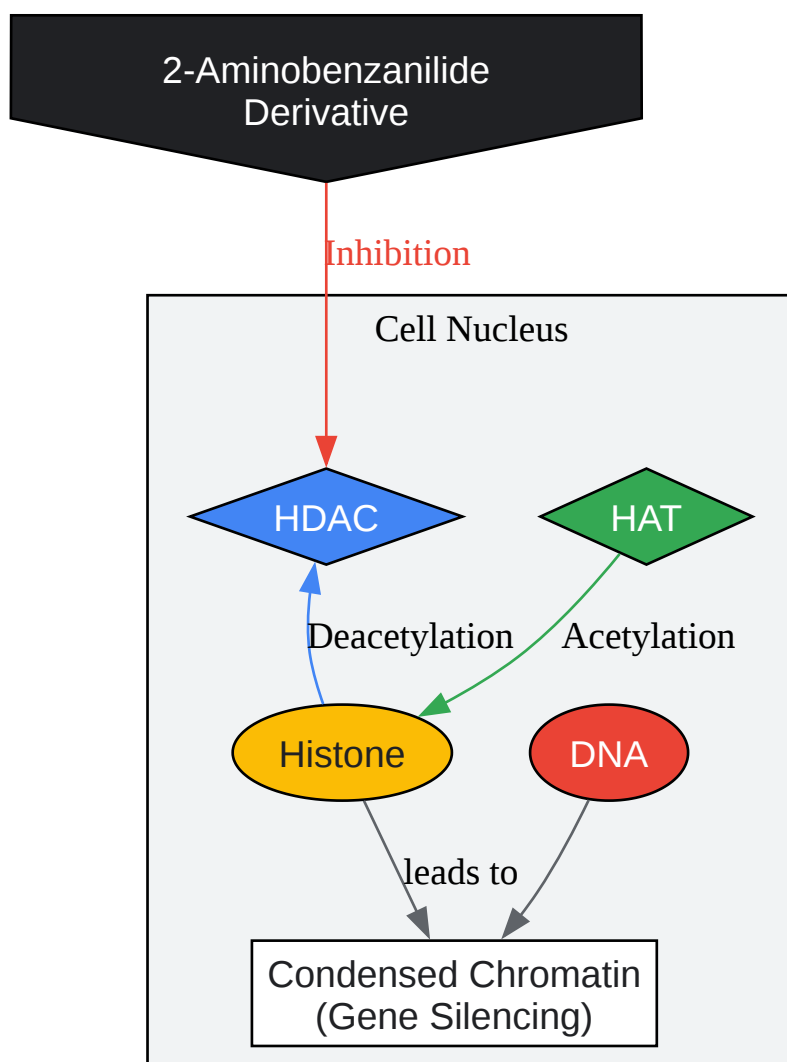 2-Aminobenzanilide
Derivative
Inhibition
Cell Nucleus
HDAC
HAT
Deacetylation
Acetylation
Histone
DNA
leads to
Condensed Chromatin
(Gene Silencing)